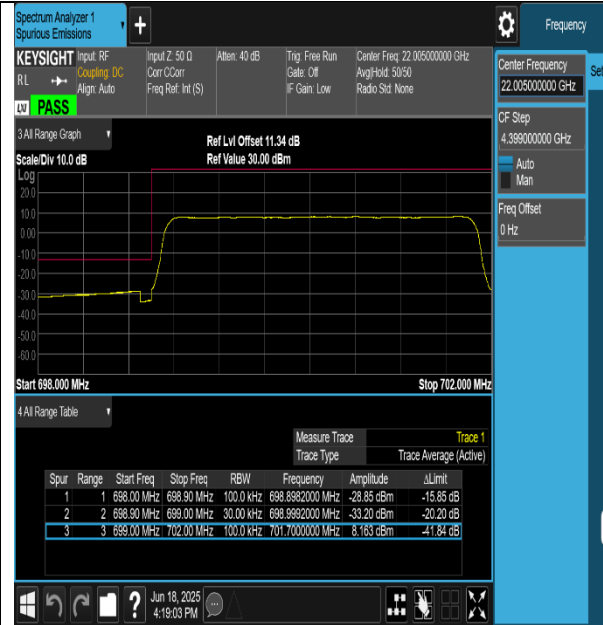 Spectrum Analyzer 1
Spurious Emissions
Frequency
KEYSIGHT Input: RF Input Z: 50 Ω Atten: 40 dB Trig: Free Run Center Freq: 22.005000000 GHz
RL Coupling: DC Corr CCorr Gate: Off Avg|Hold: 50/50
Align: Auto Freq Ref: Int (S) IF Gain: Low Radio Std: None
LXI PASS
Center Frequency
22.005000000 GHz
Set
CF Step
4.399000000 GHz
Auto
Man
Freq Offset
0 Hz
3 All Range Graph
Ref Lvl Offset 11.34 dB
Scale/Div 10.0 dB Ref Value 30.00 dBm
Log
20.0
10.0
0.00
-10.0
-20.0
-30.0
-40.0
-50.0
-60.0
Start 698.000 MHz Stop 702.000 MHz
4 All Range Table
Measure Trace Trace 1
Trace Type Trace Average (Active)
Spur Range Start Freq Stop Freq RBW Frequency Amplitude ΔLimit
1 1 698.00 MHz 698.90 MHz 100.0 kHz 698.8982000 MHz -28.85 dBm -15.85 dB
2 2 698.90 MHz 699.00 MHz 30.00 kHz 698.9992000 MHz -33.20 dBm -20.20 dB
3 3 699.00 MHz 702.00 MHz 100.0 kHz 701.7000000 MHz 8.163 dBm -41.84 dB
Jun 18, 2025
4:19:03 PM